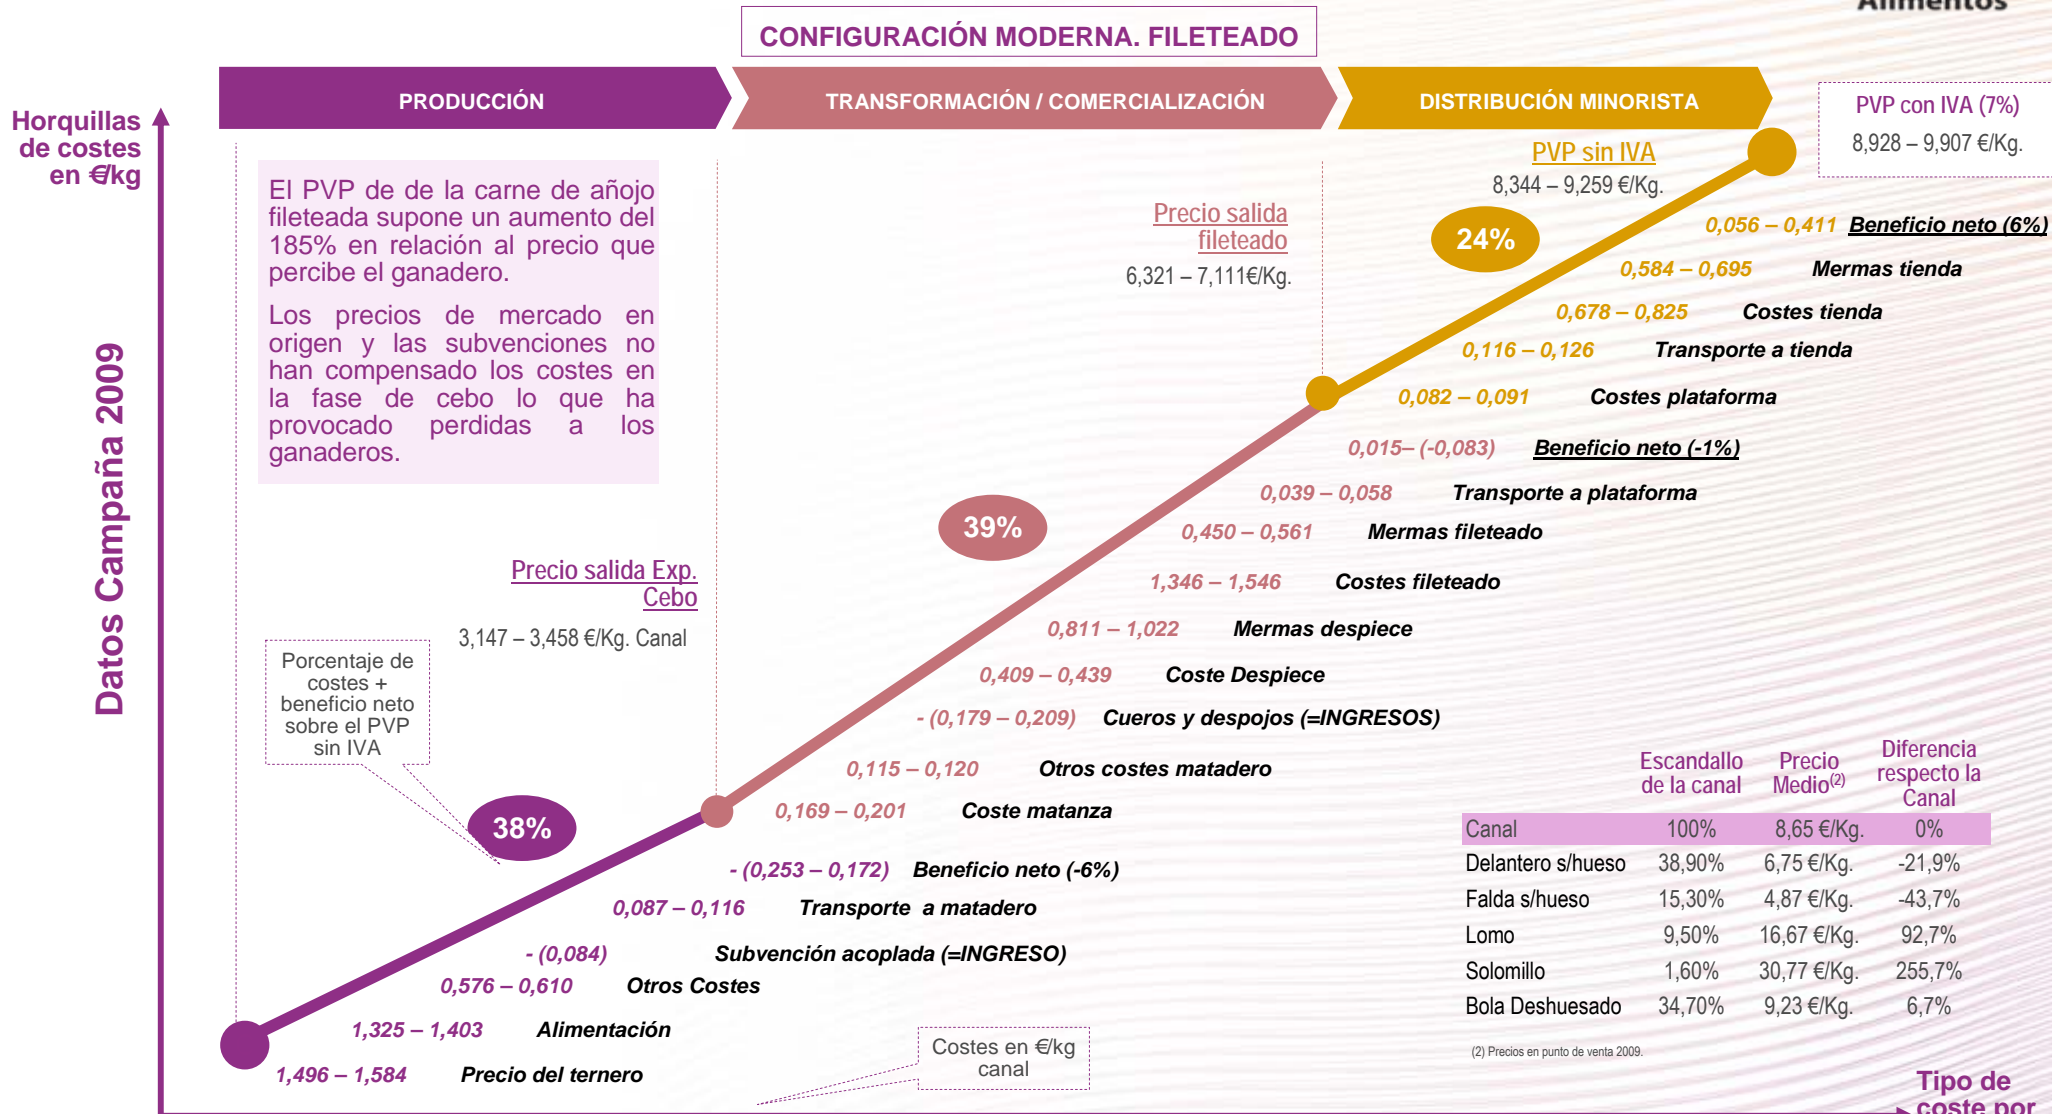 Alimentos
CONFIGURACIÓN MODERNA. FILETEADO
PRODUCCIÓN
TRANSFORMACIÓN / COMERCIALIZACIÓN
DISTRIBUCIÓN MINORISTA
PVP con IVA (7%)
8,928 – 9,907 €/Kg.
Horquillas
de costes
en €/kg
Datos Campaña 2009
El PVP de de la carne de añojo
fileteada supone un aumento del
185% en relación al precio que
percibe el ganadero.
Los precios de mercado en
origen y las subvenciones no
han compensado los costes en
la fase de cebo lo que ha
provocado perdidas a los
ganaderos.
PVP sin IVA
8,344 – 9,259 €/Kg.
Precio salida
fileteado
6,321 – 7,111€/Kg.
24%
0,056 – 0,411 Beneficio neto (6%)
0,584 – 0,695 Mermas tienda
0,678 – 0,825 Costes tienda
0,116 – 0,126 Transporte a tienda
0,082 – 0,091 Costes plataforma
0,015– (-0,083) Beneficio neto (-1%)
0,039 – 0,058 Transporte a plataforma
39%
0,450 – 0,561 Mermas fileteado
1,346 – 1,546 Costes fileteado
0,811 – 1,022 Mermas despiece
0,409 – 0,439 Coste Despiece
- (0,179 – 0,209) Cueros y despojos (=INGRESOS)
0,115 – 0,120 Otros costes matadero
0,169 – 0,201 Coste matanza
Precio salida Exp.
Cebo
3,147 – 3,458 €/Kg. Canal
Porcentaje de
costes +
beneficio neto
sobre el PVP
sin IVA
38%
- (0,253 – 0,172) Beneficio neto (-6%)
0,087 – 0,116 Transporte a matadero
- (0,084) Subvención acoplada (=INGRESO)
0,576 – 0,610 Otros Costes
1,325 – 1,403 Alimentación
1,496 – 1,584 Precio del ternero
Costes en €/kg
canal
Escandallo de la canal Precio Medio(2) Diferencia respecto la Canal
Canal 100% 8,65 €/Kg. 0%
Delantero s/hueso 38,90% 6,75 €/Kg. -21,9%
Falda s/hueso 15,30% 4,87 €/Kg. -43,7%
Lomo 9,50% 16,67 €/Kg. 92,7%
Solomillo 1,60% 30,77 €/Kg. 255,7%
Bola Deshuesado 34,70% 9,23 €/Kg. 6,7%
(2) Precios en punto de venta 2009.
Tipo de
coste por